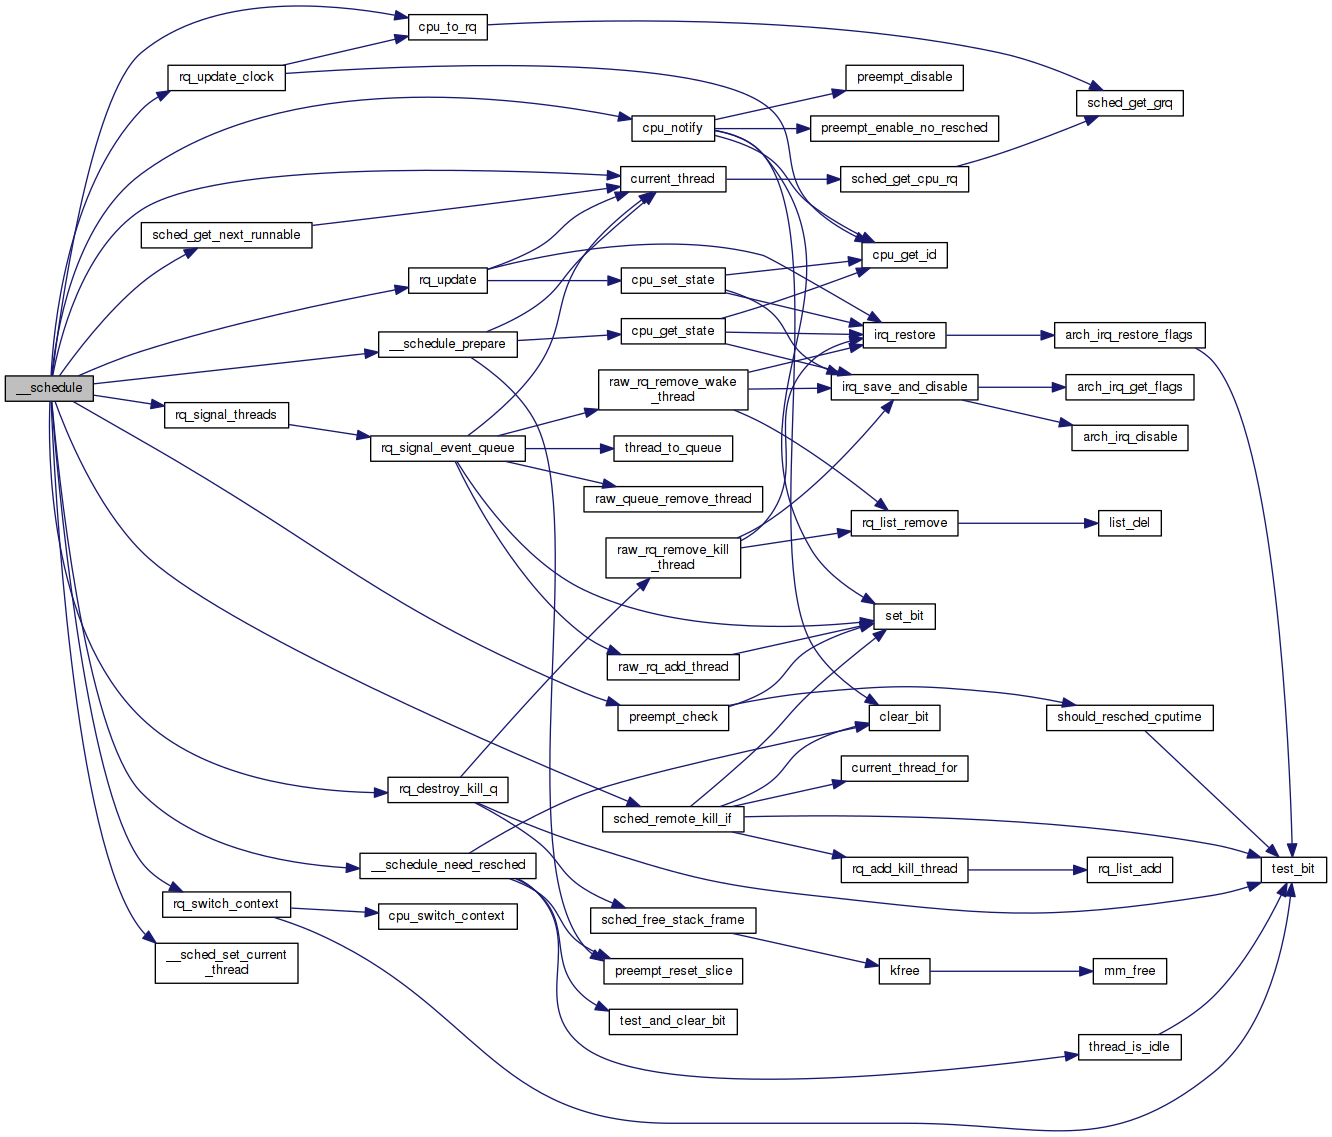 cpu_to_rq
rq_update_clock
preempt_disable
sched_get_grq
cpu_notify
preempt_enable_no_resched
current_thread
sched_get_cpu_rq
sched_get_next_runnable
cpu_get_id
rq_update
cpu_set_state
cpu_get_state
irq_restore
arch_irq_restore_flags
__schedule_prepare
__schedule
raw_rq_remove_wake
_thread
irq_save_and_disable
arch_irq_get_flags
rq_signal_threads
arch_irq_disable
rq_signal_event_queue
thread_to_queue
raw_queue_remove_thread
rq_list_remove
list_del
raw_rq_remove_kill
_thread
set_bit
raw_rq_add_thread
preempt_check
clear_bit
should_resched_cputime
current_thread_for
rq_destroy_kill_q
sched_remote_kill_if
__schedule_need_resched
rq_add_kill_thread
rq_list_add
test_bit
rq_switch_context
cpu_switch_context
sched_free_stack_frame
__sched_set_current
_thread
preempt_reset_slice
kfree
mm_free
test_and_clear_bit
thread_is_idle